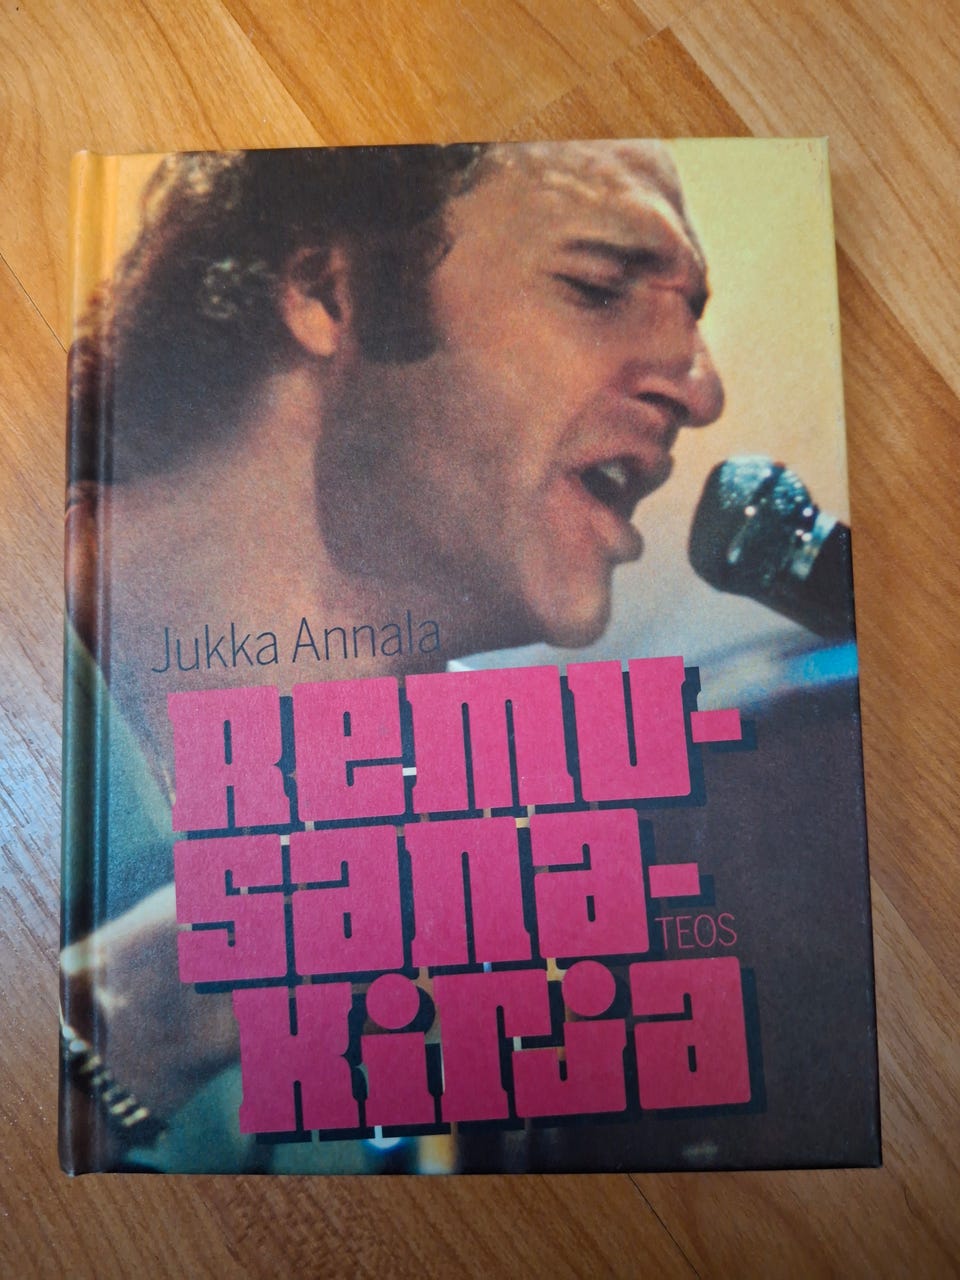 Jukka Annala
Remu-
sana-
TEOS
kirja